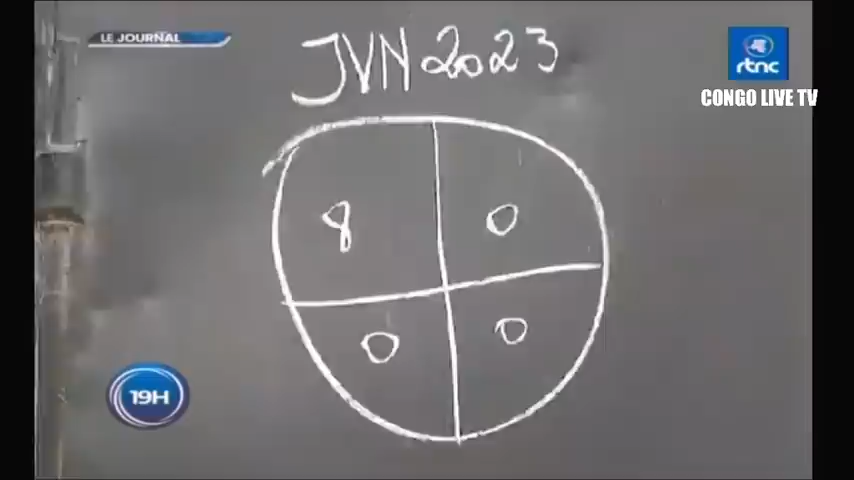 LE JOURNAL
rtnc
CONGO LIVE TV
JVN 2023
8
0
0
0
19H